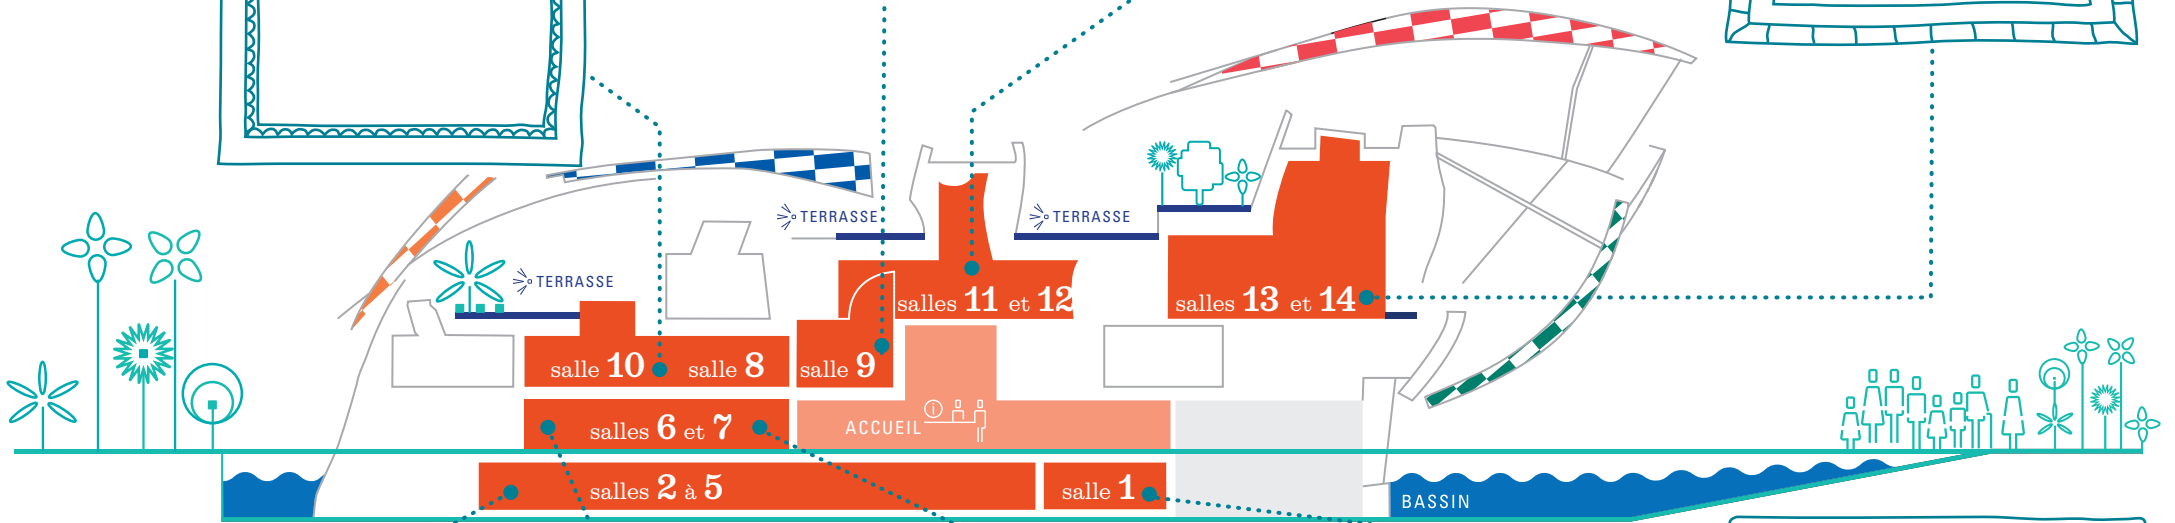 TERRASSE
TERRASSE
TERRASSE
salles 11 et 12
salles 13 et 14
salle 10
salle 8
salle 9
salles 6 et 7
ACCUEIL
i
salles 2 à 5
salle 1
BASSIN